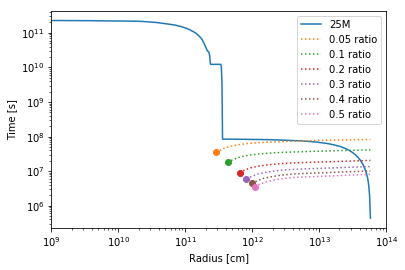 25M
0.05 ratio
0.1 ratio
0.2 ratio
0.3 ratio
0.4 ratio
0.5 ratio
Time [s]
10¹¹
10¹⁰
10⁹
10⁸
10⁷
10⁶
10⁹ 10¹⁰ 10¹¹ 10¹² 10¹³ 10¹⁴
Radius [cm]